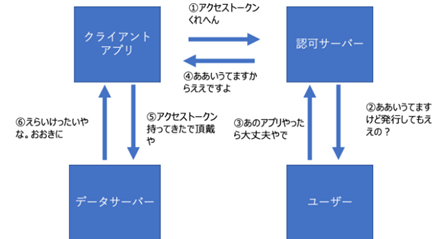 ①アクセストークン
くれへん
クライアント
アプリ
認可サーバー
④ああいうてますか
らええですよ
⑥えらいけったいや
な。おおきに
⑤アクセストークン
持ってきたで頂戴
や
③あのアプリやった
ら大丈夫やで
②ああいうてます
けど発行してもえ
えの？
データサーバー
ユーザー